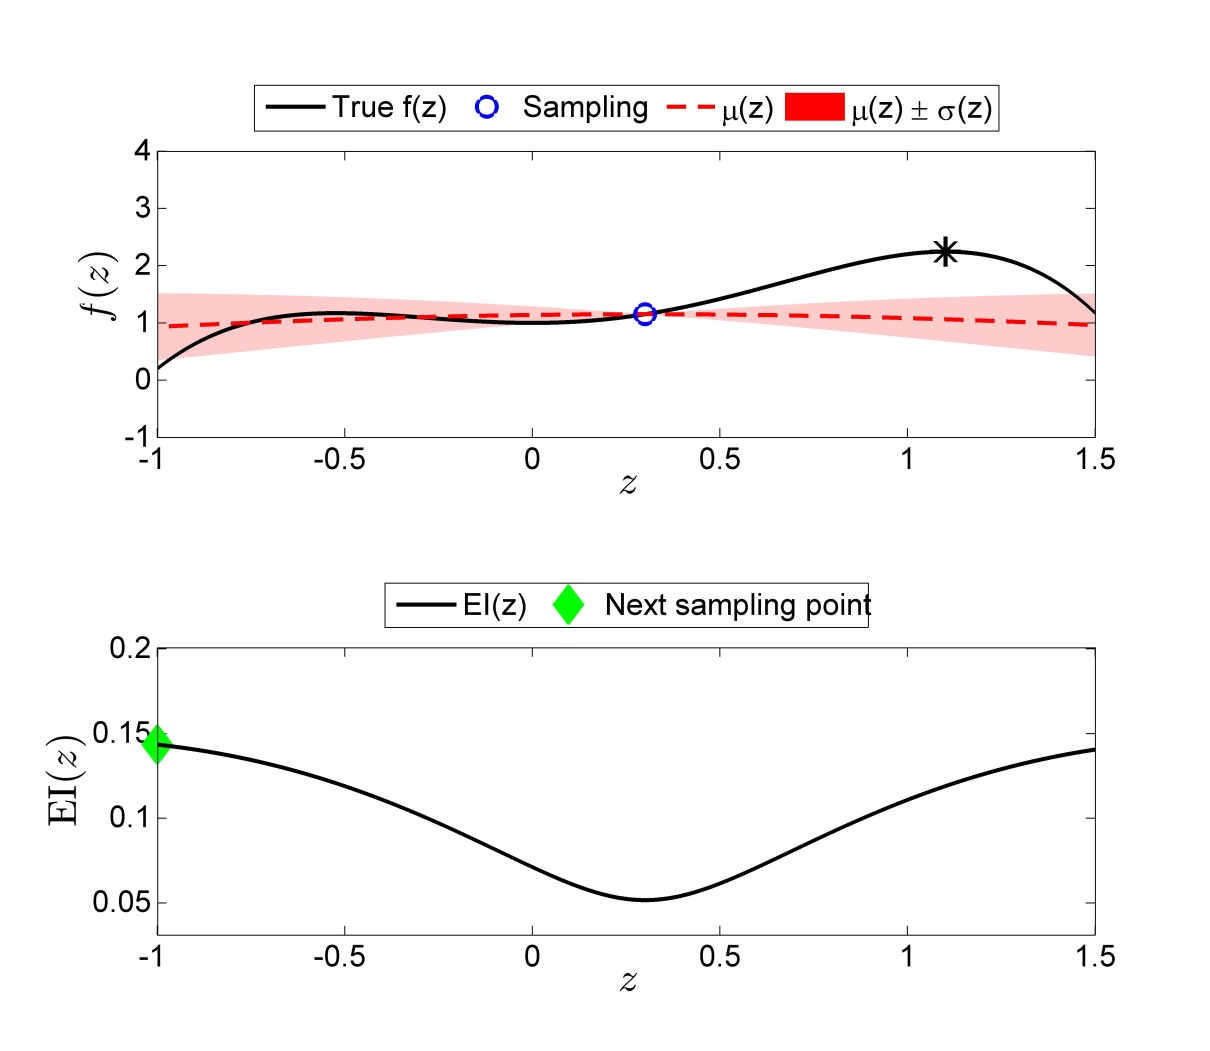 True f(z) Sampling μ(z) μ(z) ± σ(z)
4
3
2
1
0
-1
f(z)
-1 -0.5 0 0.5 1 1.5
z
EI(z) Next sampling point
0.2
0.15
0.1
0.05
EI(z)
-1 -0.5 0 0.5 1 1.5
z